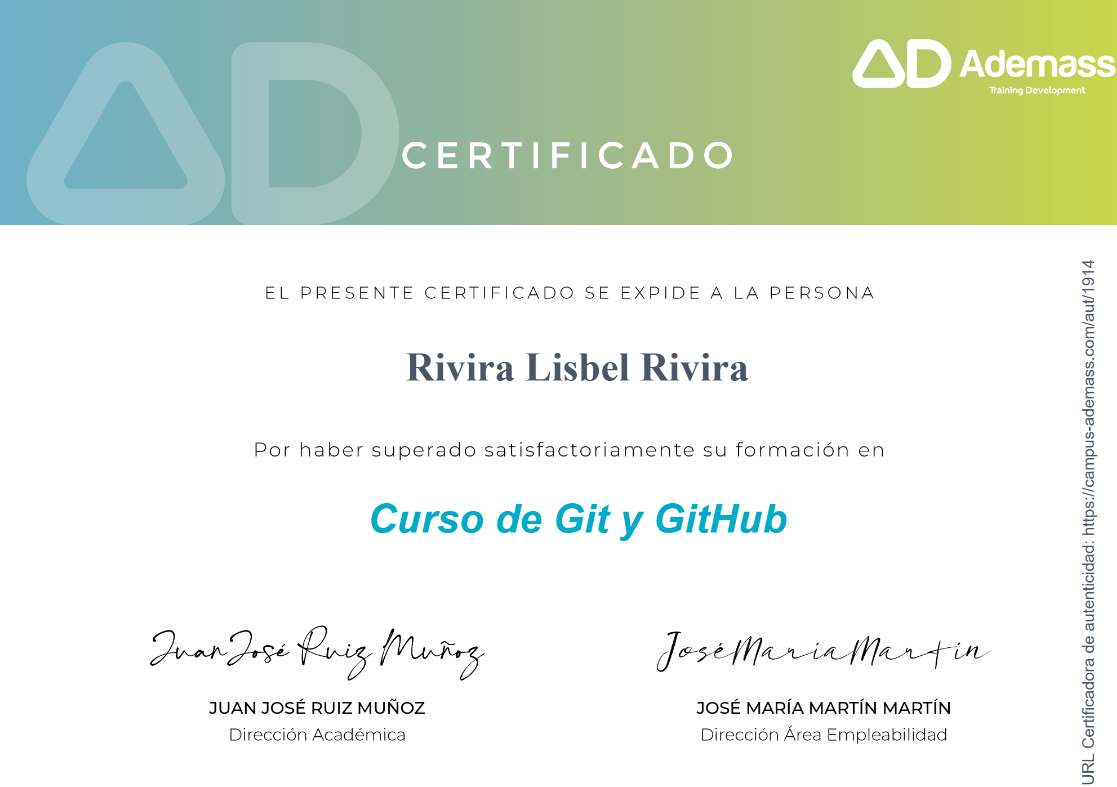 AD Ademass
Training Development
CERTIFICADO
EL PRESENTE CERTIFICADO SE EXPIDE A LA PERSONA
Rivira Lisbel Rivira
Por haber superado satisfactoriamente su formación en
Curso de Git y GitHub
Juan José Ruiz Muñoz
José María Martín
JUAN JOSÉ RUIZ MUÑOZ
JOSÉ MARÍA MARTÍN MARTÍN
Dirección Académica
Dirección Área Empleabilidad
URL Certificadora de autenticidad: https://campus-ademass.com/aut/1914